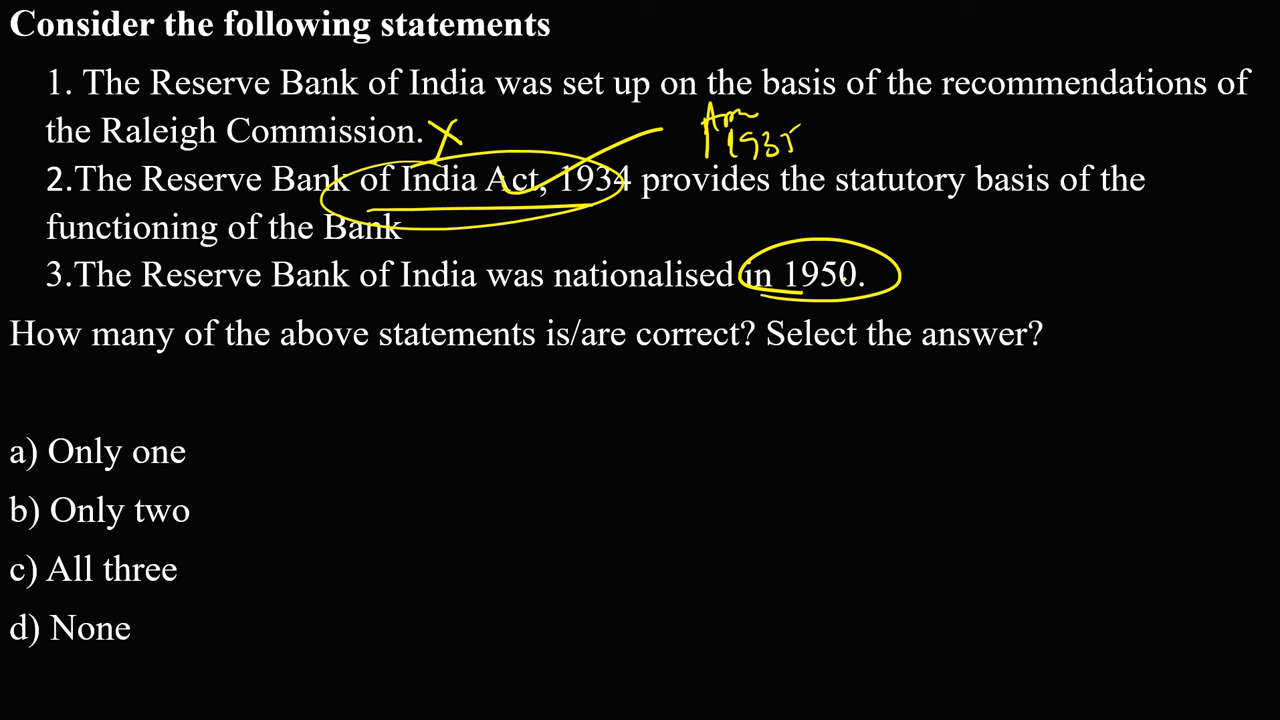 Consider the following statements
1. The Reserve Bank of India was set up on the basis of the recommendations of
the Raleigh Commission. X
1935
2.The Reserve Bank of India Act, 1934 provides the statutory basis of the
functioning of the Bank
3.The Reserve Bank of India was nationalised in 1950.
How many of the above statements is/are correct? Select the answer?
a) Only one
b) Only two
c) All three
d) None